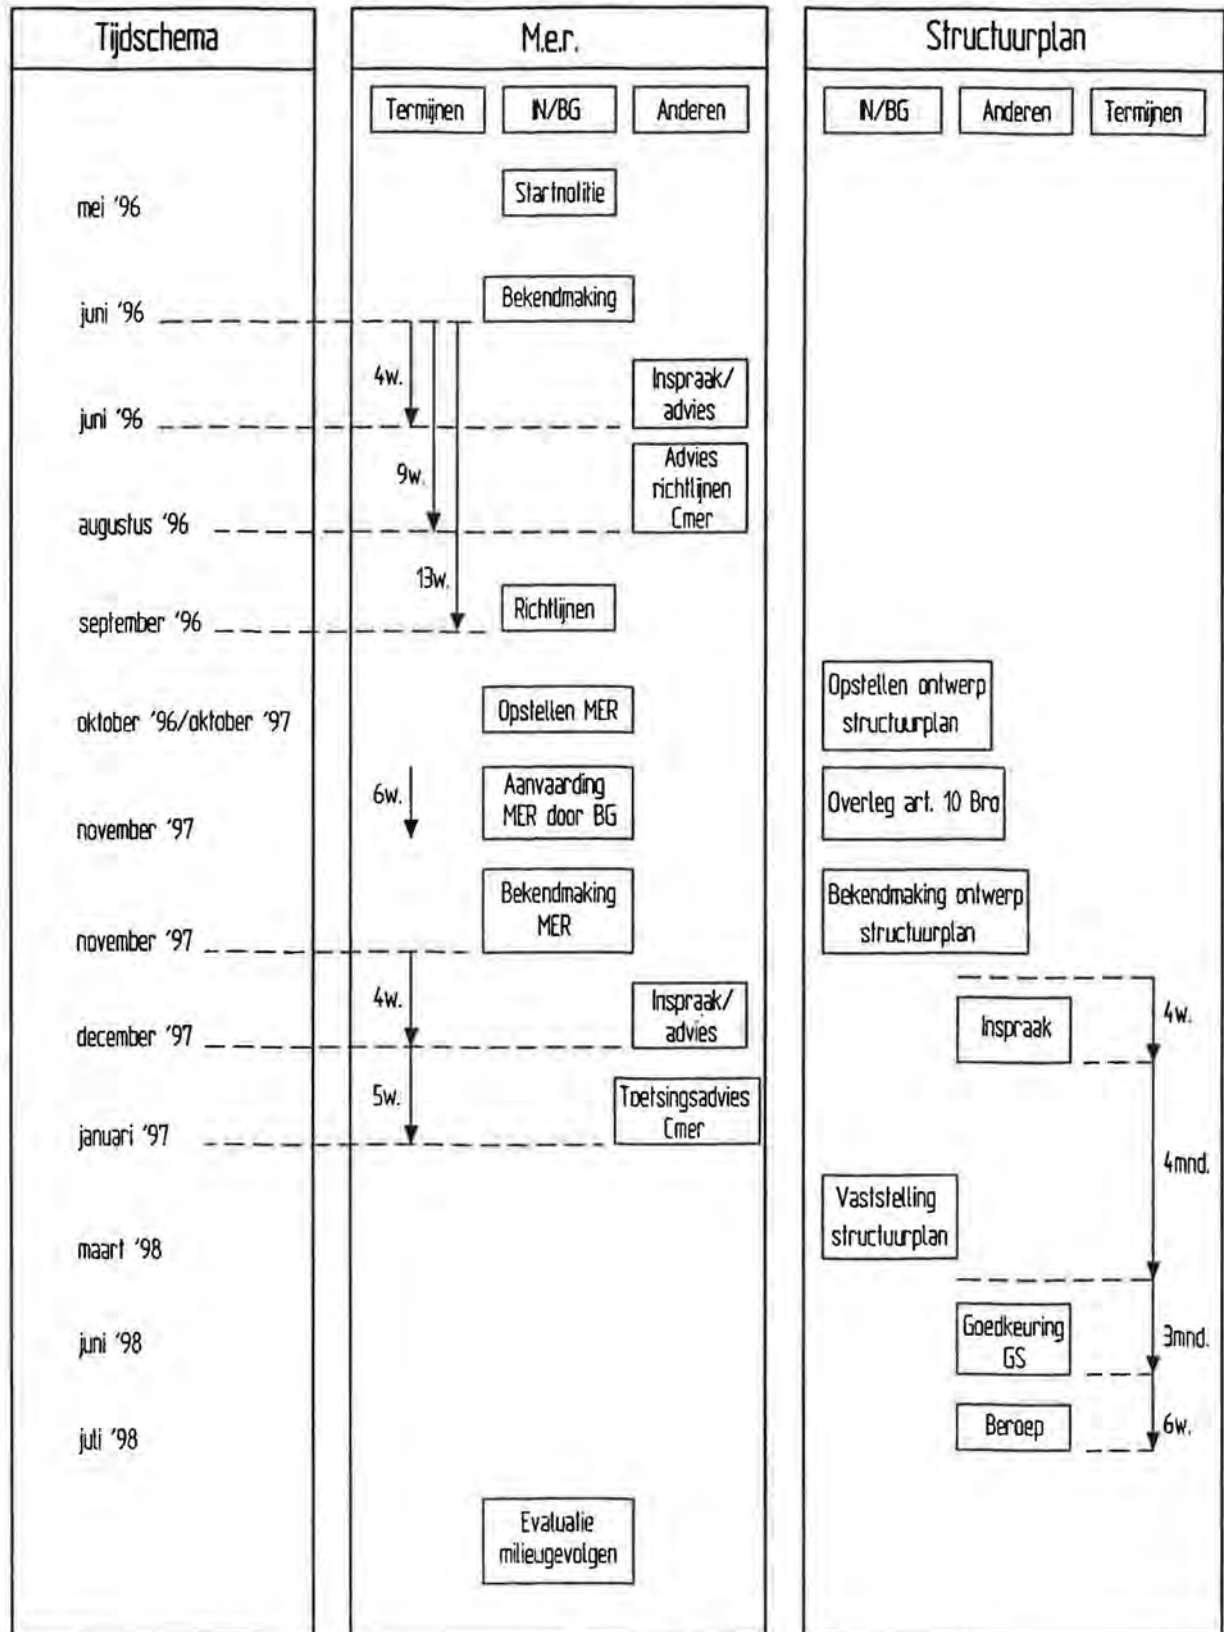 Tijdschema
M.e.r.
Structuurplan
Termijnen
IN/BG
Anderen
IN/BG
Anderen
Termijnen
mei '96
Startnotitie
juni '96
Bekendmaking
4w.
juni '96
Inspraak/
advies
9w.
augustus '96
Advies
richtlijnen
Cmer
13w.
september '96
Richtlijnen
oktober '96/oktober '97
Opstellen MER
Opstellen ontwerp
structuurplan
6w.
november '97
Aanvaarding
MER door BG
Overleg art. 10 Bro
november '97
Bekendmaking
MER
Bekendmaking ontwerp
structuurplan
4w.
december '97
Inspraak/
advies
Inspraak
4w.
5w.
januari '97
Toetsingsadvies
Cmer
4mnd.
maart '98
Vaststelling
structuurplan
juni '98
Goedkeuring
GS
3mnd.
juli '98
Beroep
6w.
Evaluatie
milieugevolgen